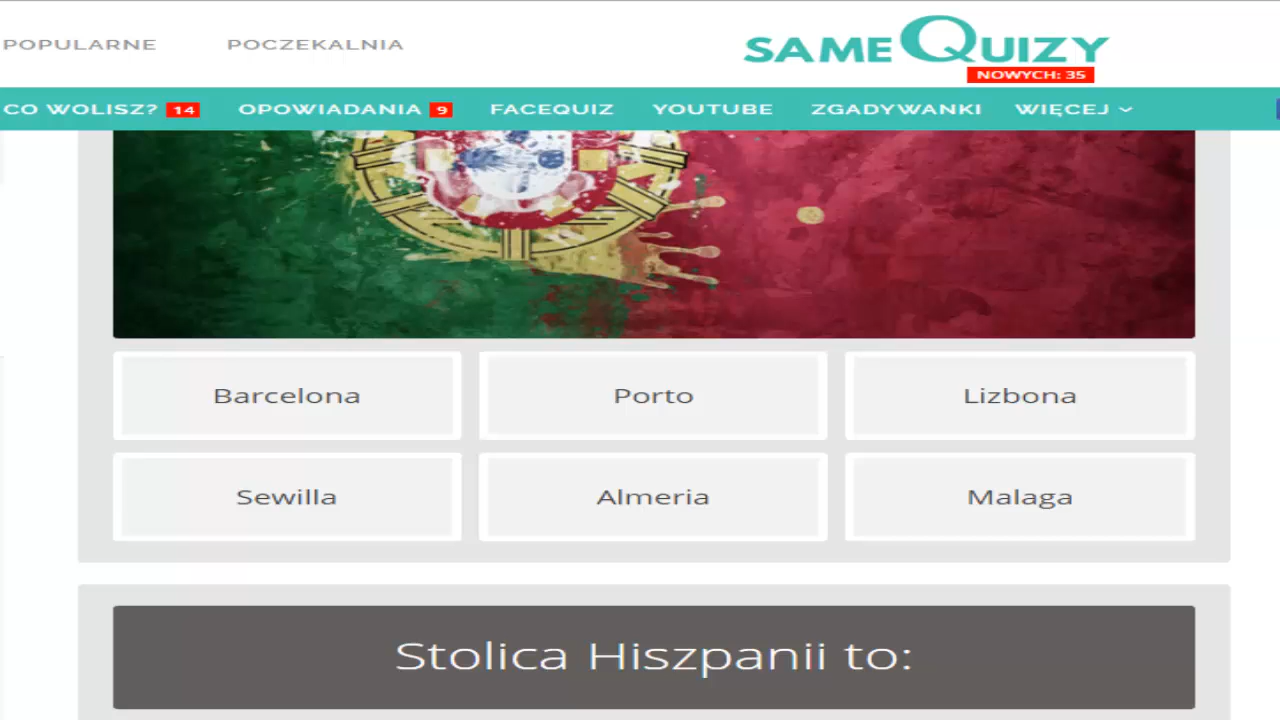 POPULARNE POCZEKALNIA SAMEQUIZY
NOWYCH: 35
CO WOLISZ? 14 OPOWIADANIA 9 FACEQUIZ YOUTUBE ZGADYWANKI WIĘCEJ
Barcelona Porto Lizbona
Sewilla Almeria Malaga
Stolica Hiszpanii to: